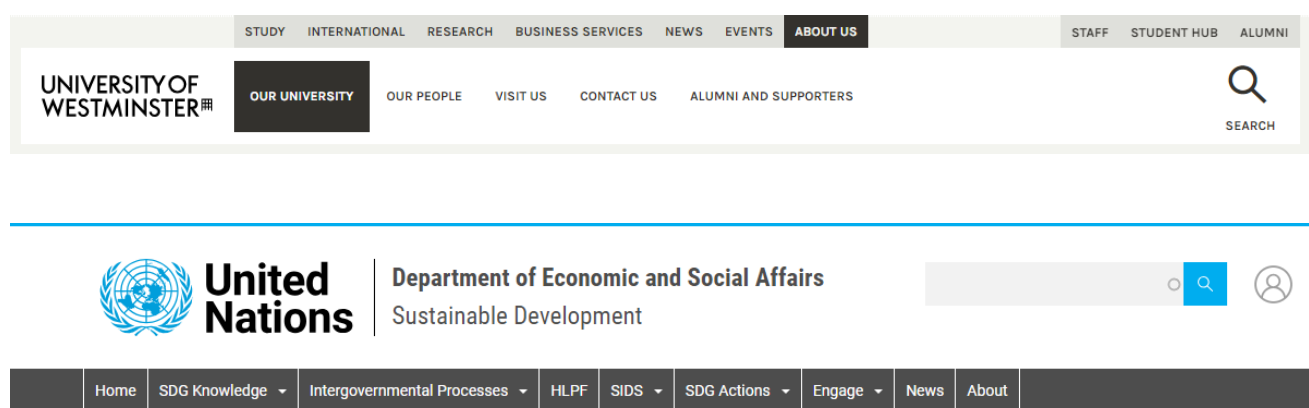 STUDY INTERNATIONAL RESEARCH BUSINESS SERVICES NEWS EVENTS ABOUT US STAFF STUDENT HUB ALUMNI
UNIVERSITY OF
WESTMINSTER
OUR UNIVERSITY OUR PEOPLE VISIT US CONTACT US ALUMNI AND SUPPORTERS
SEARCH
United
Nations
Department of Economic and Social Affairs
Sustainable Development
Home SDG Knowledge Intergovernmental Processes HLPF SIDS SDG Actions Engage News About